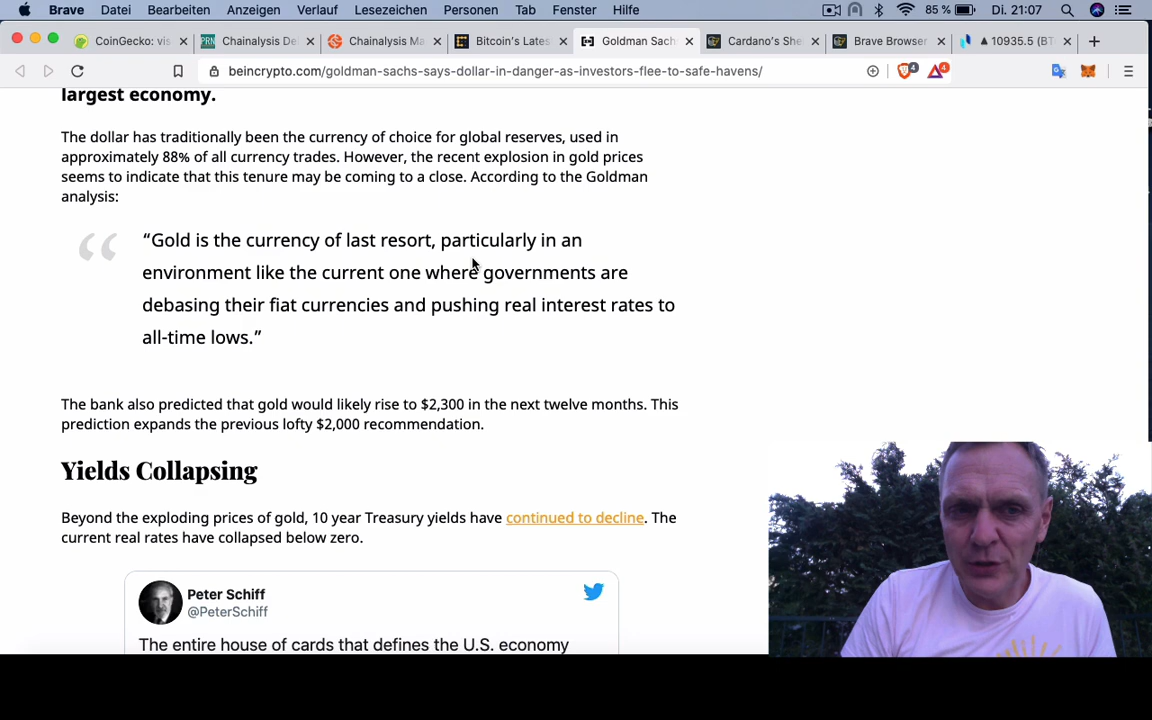 Brave Datei Bearbeiten Anzeigen Verlauf Lesezeichen Personen Tab Fenster Hilfe 85 % Di. 21:07
CoinGecko: vis Chainalysis De Chainalysis Ma Bitcoin's Lates Goldman Sach Cardano's She Brave Browser ▲10935.5 (BT
beincrypto.com/goldman-sachs-says-dollar-in-danger-as-investors-flee-to-safe-havens/ 4 4
largest economy.
The dollar has traditionally been the currency of choice for global reserves, used in
approximately 88% of all currency trades. However, the recent explosion in gold prices
seems to indicate that this tenure may be coming to a close. According to the Goldman
analysis:
“Gold is the currency of last resort, particularly in an
environment like the current one where governments are
debasing their fiat currencies and pushing real interest rates to
all-time lows.”
The bank also predicted that gold would likely rise to $2,300 in the next twelve months. This
prediction expands the previous lofty $2,000 recommendation.
Yields Collapsing
Beyond the exploding prices of gold, 10 year Treasury yields have continued to decline. The
current real rates have collapsed below zero.
Peter Schiff
@PeterSchiff
The entire house of cards that defines the U.S. economy